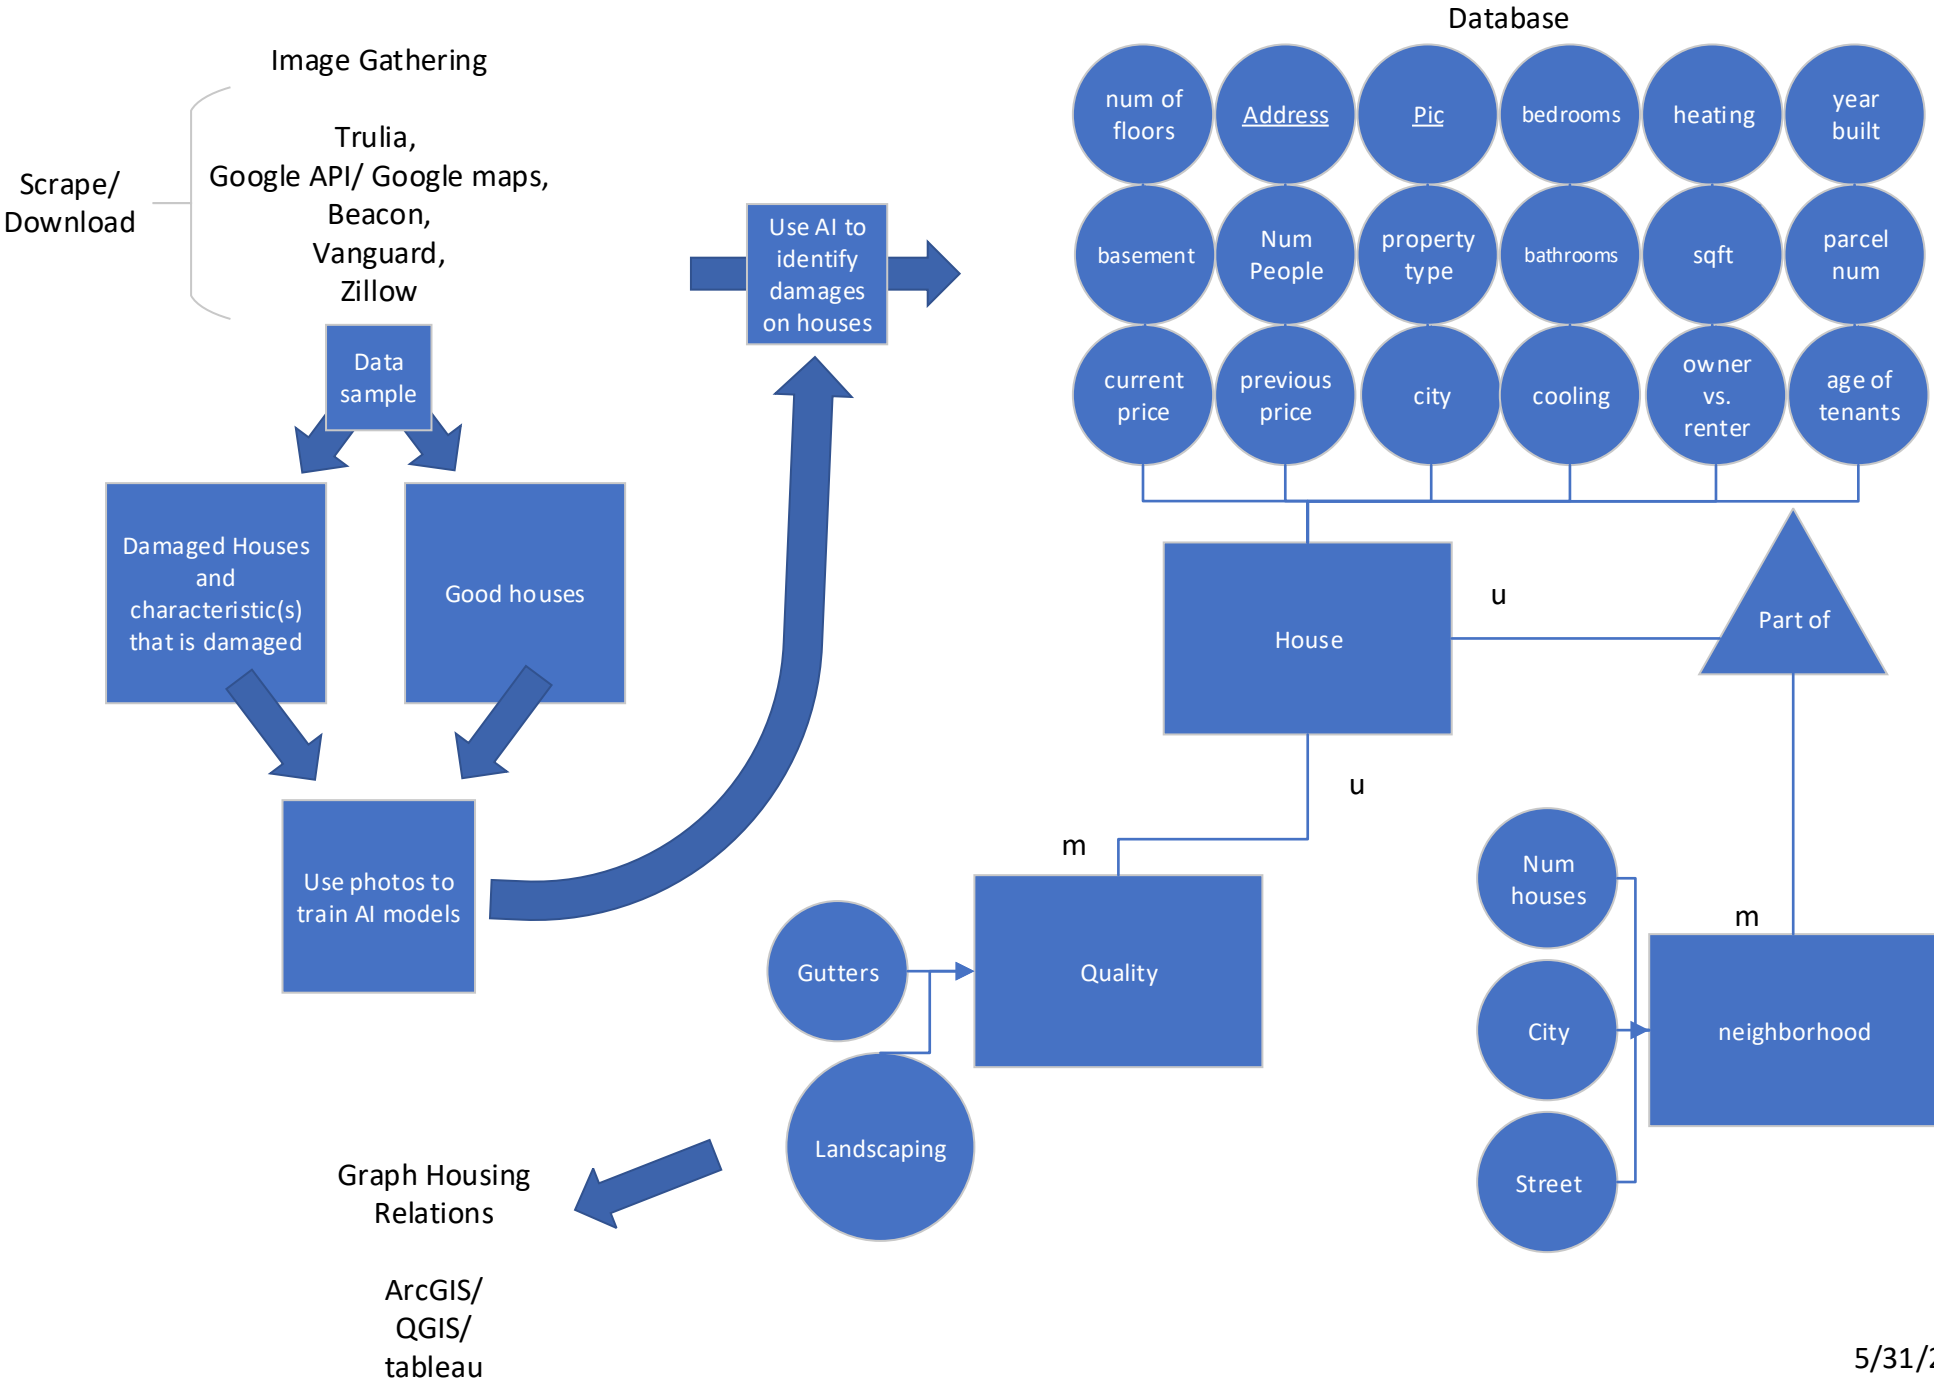 Database
Image Gathering
Trulia,
Google API/ Google maps,
Beacon,
Vanguard,
Zillow
Scrape/
Download
Data
sample
Damaged Houses
and
characteristic(s)
that is damaged
Good houses
Use photos to
train AI models
Use AI to
identify
damages
on houses
num of
floors
Address
Pic
bedrooms
heating
year
built
basement
Num
People
property
type
bathrooms
sqft
parcel
num
current
price
previous
price
city
cooling
owner
vs.
renter
age of
tenants
House
u
Part of
u
m
Quality
Gutters
Landscaping
Num
houses
City
Street
m
neighborhood
Graph Housing
Relations
ArcGIS/
QGIS/
tableau
5/31/2